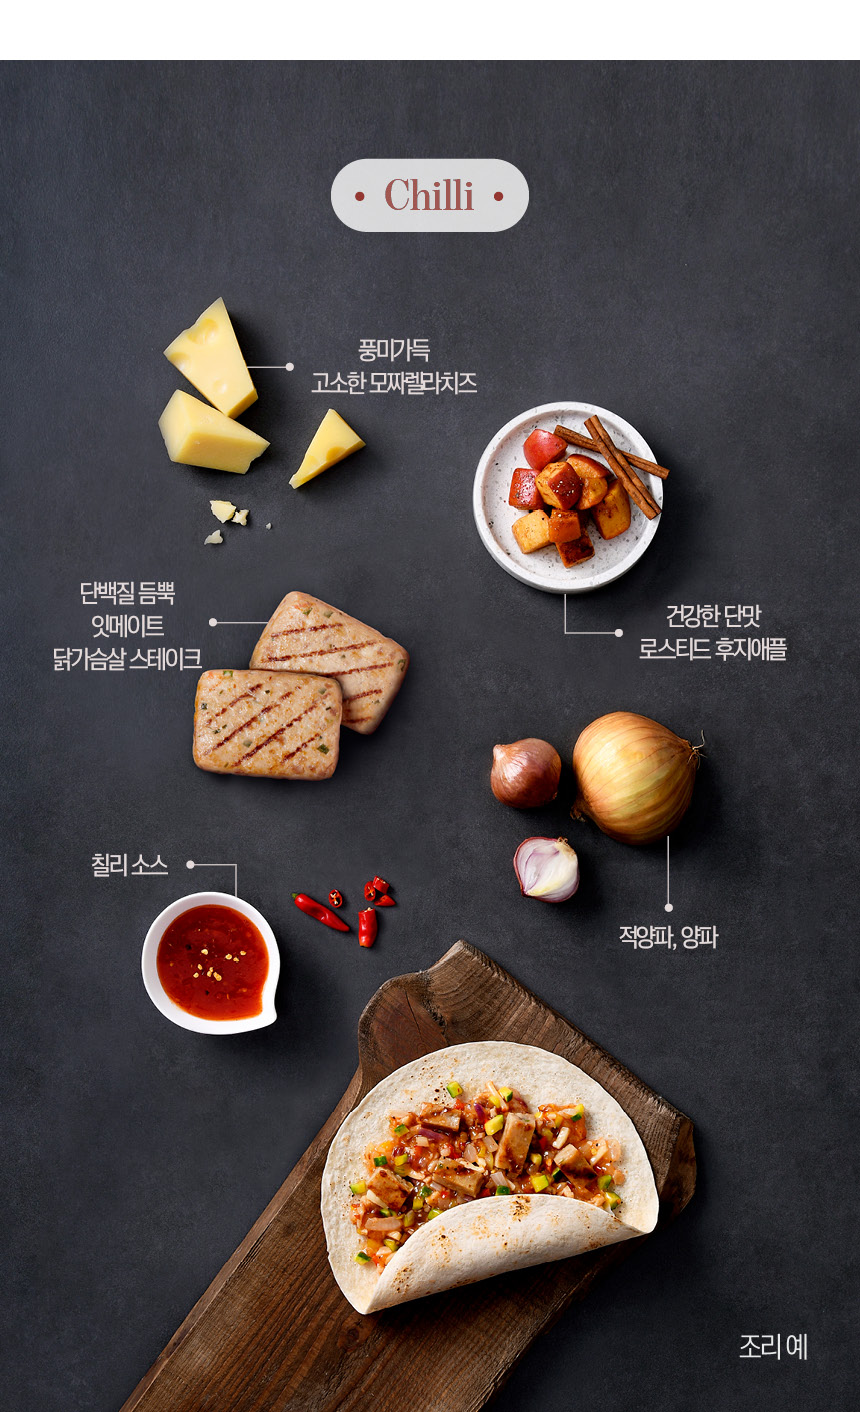 • Chilli •
풍미가득
고소한 모짜렐라치즈
건강한 단맛
로스티드 후지애플
단백질 듬뿍
잇메이트
닭가슴살 스테이크
적양파, 양파
칠리 소스
조리 예